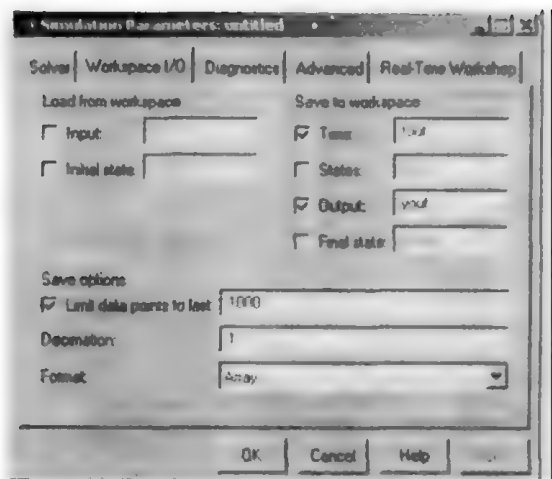 Simulation Parameters: untitled
Solver Workspace I/O Diagnostics Advanced Real-Time Workshop
Load from workspace
Input:
Initial state:
Save to workspace
Time: tout
States:
Output: yout
Final state:
Save options
Limit data points to last: 1000
Decimation: 1
Format: Array
OK Cancel Help